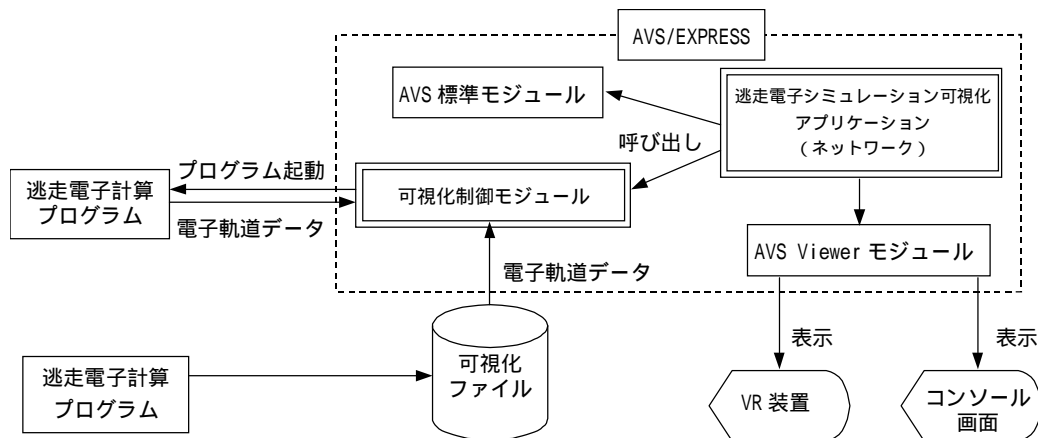 AVS/EXPRESS
AVS 標準モジュール
逃走電子シミュレーション可視化
アプリケーション
(ネットワーク)
呼び出し
プログラム起動
逃走電子計算
プログラム
可視化制御モジュール
電子軌道データ
AVS Viewer モジュール
電子軌道データ
表示
表示
逃走電子計算
プログラム
可視化
ファイル
VR 装置
コンソール
画面